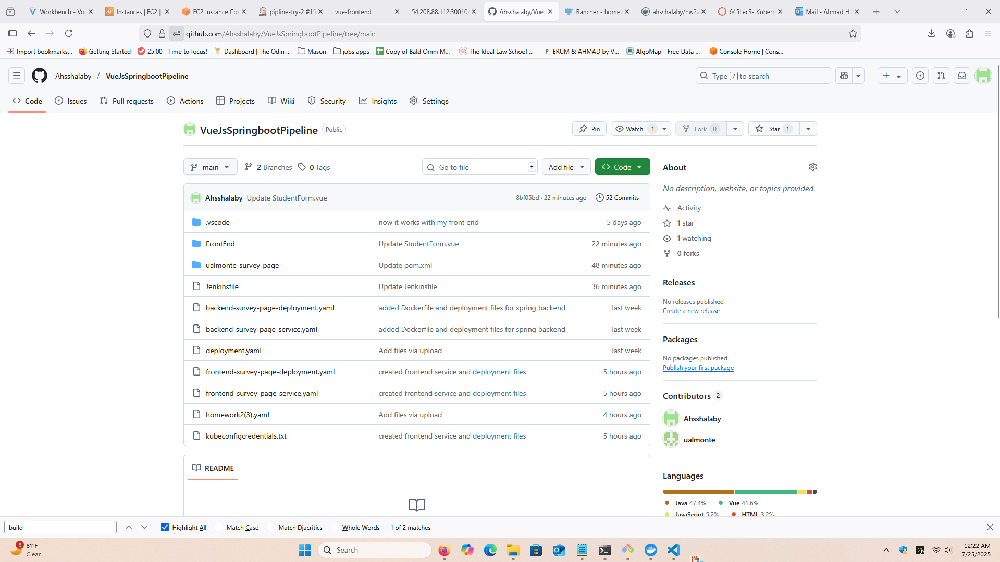 Workbench - Voc
Instances | EC2 |
EC2 Instance Con
pipline-try-2 #15
vue-frontend
54.208.88.112:30010/
Ahsshalaby/VueJ
Rancher - homew
ahsshalaby/hw2a
645Lec3- Kubern
Mail - Ahmad H
github.com/Ahsshalaby/VueJsSpringbootPipeline/tree/main
Import bookmarks...
Getting Started
25:00 - Time to focus!
Dashboard | The Odin ...
Mason
jobs apps
Copy of Bald Omni M...
The Ideal Law School ...
P ERUM & AHMAD by V...
AlgoMap - Free Data ...
Console Home | Cons...
Ahsshalaby / VueJsSpringbootPipeline
Type / to search
Code
Issues
Pull requests
Actions
Projects
Wiki
Security
Insights
Settings
VueJsSpringbootPipeline Public
Pin
Watch 1
Fork 0
Star 1
main
2 Branches
0 Tags
Go to file t
Add file
Code
Ahsshalaby Update StudentForm.vue 8bf05bd · 22 minutes ago 52 Commits
.vscode now it works with my front end 5 days ago
FrontEnd Update StudentForm.vue 22 minutes ago
ualmonte-survey-page Update pom.xml 48 minutes ago
Jenkinsfile Update Jenkinsfile 36 minutes ago
backend-survey-page-deployment.yaml added Dockerfile and deployment files for spring backend last week
backend-survey-page-service.yaml added Dockerfile and deployment files for spring backend last week
deployment.yaml Add files via upload last week
frontend-survey-page-deployment.yaml created frontend service and deployment files 5 hours ago
frontend-survey-page-service.yaml created frontend service and deployment files 5 hours ago
homework2(3).yaml Add files via upload 4 hours ago
kubeconfigcredentials.txt created frontend service and deployment files 5 hours ago
README
About
No description, website, or topics provided.
Activity
1 star
1 watching
0 forks
Releases
No releases published
Create a new release
Packages
No packages published
Publish your first package
Contributors 2
Ahsshalaby
ualmonte
Languages
Java 47.4% Vue 41.6%
JavaScript 5.2% HTML 3.2%
build
Highlight All
Match Case
Match Diacritics
Whole Words
1 of 2 matches
9
81°F
Clear
Search
12:22 AM
7/25/2025